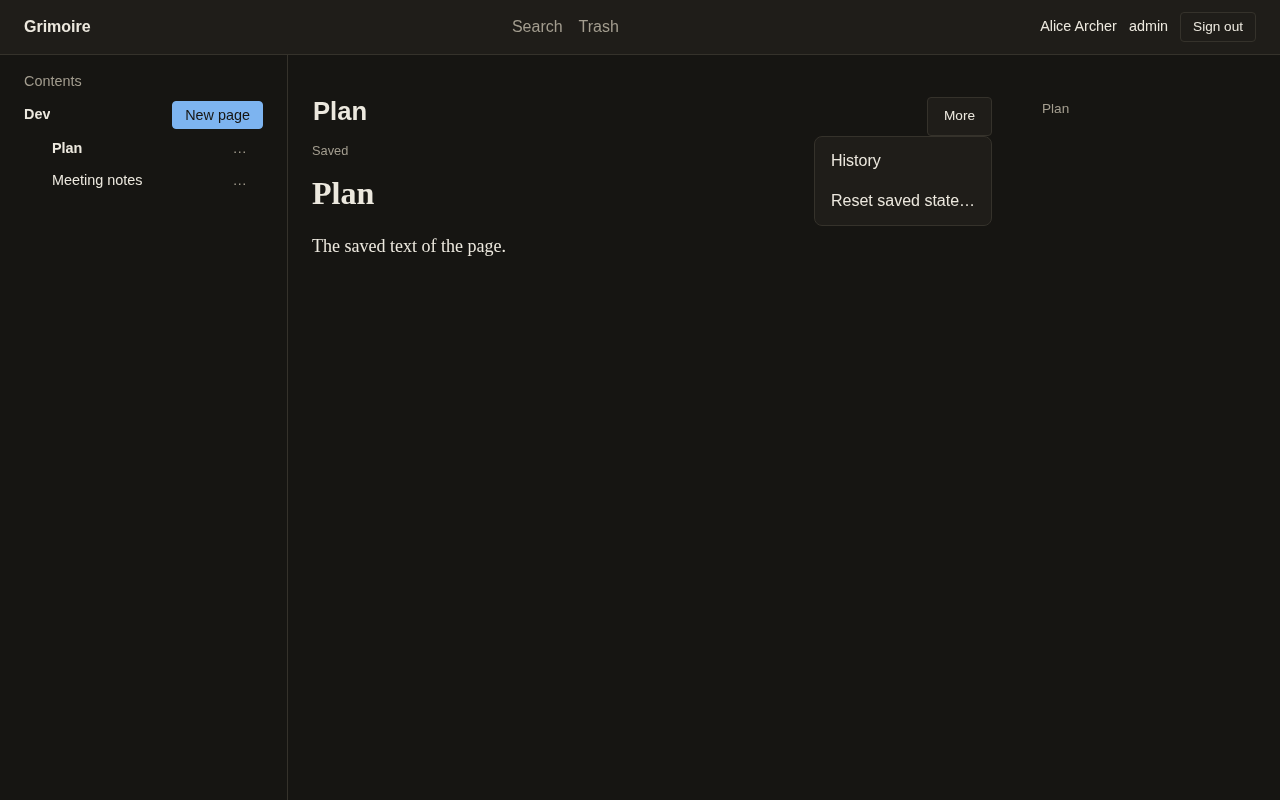 Grimoire
Search Trash
Alice Archer admin Sign out
Contents
Dev New page
Plan …
Meeting notes …
Plan
More
History
Reset saved state…
Saved
Plan
The saved text of the page.
Plan